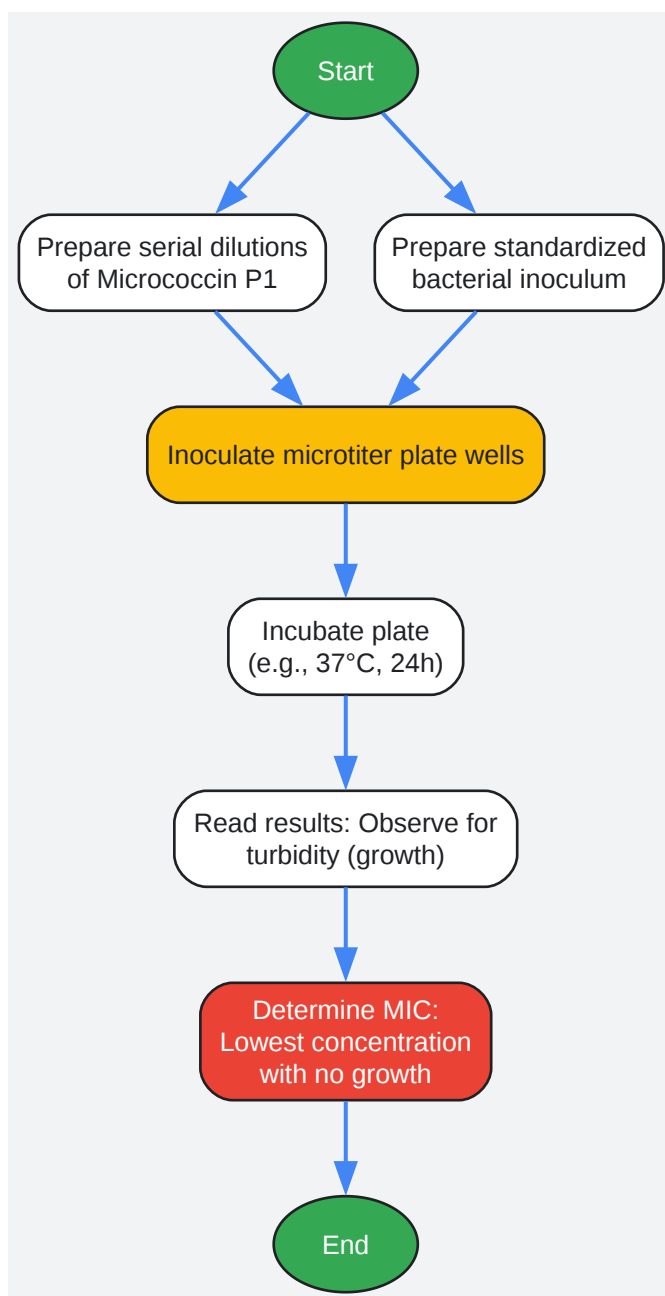 Start
Prepare serial dilutions
of Micrococcin P1
Prepare standardized
bacterial inoculum
Inoculate microtiter plate wells
Incubate plate
(e.g., 37°C, 24h)
Read results: Observe for
turbidity (growth)
Determine MIC:
Lowest concentration
with no growth
End